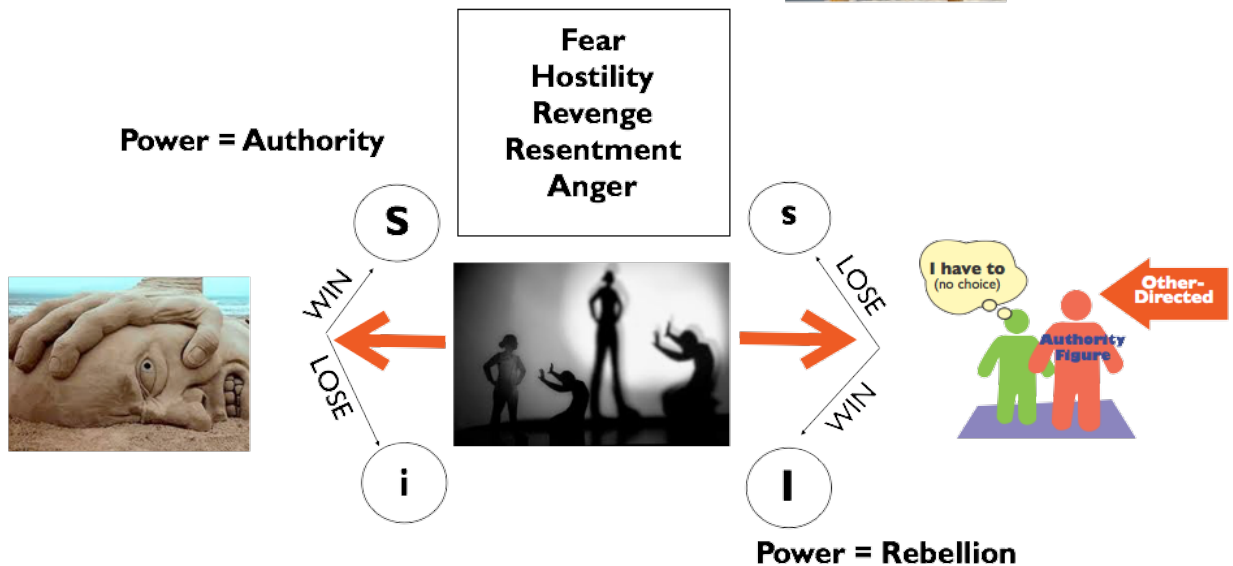 Fear
Hostility
Revenge
Resentment
Anger
Power = Authority
S
WIN
LOSE
i
s
LOSE
WIN
I
I have to
(no choice)
Other-
Directed
Authority
Figure
Power = Rebellion